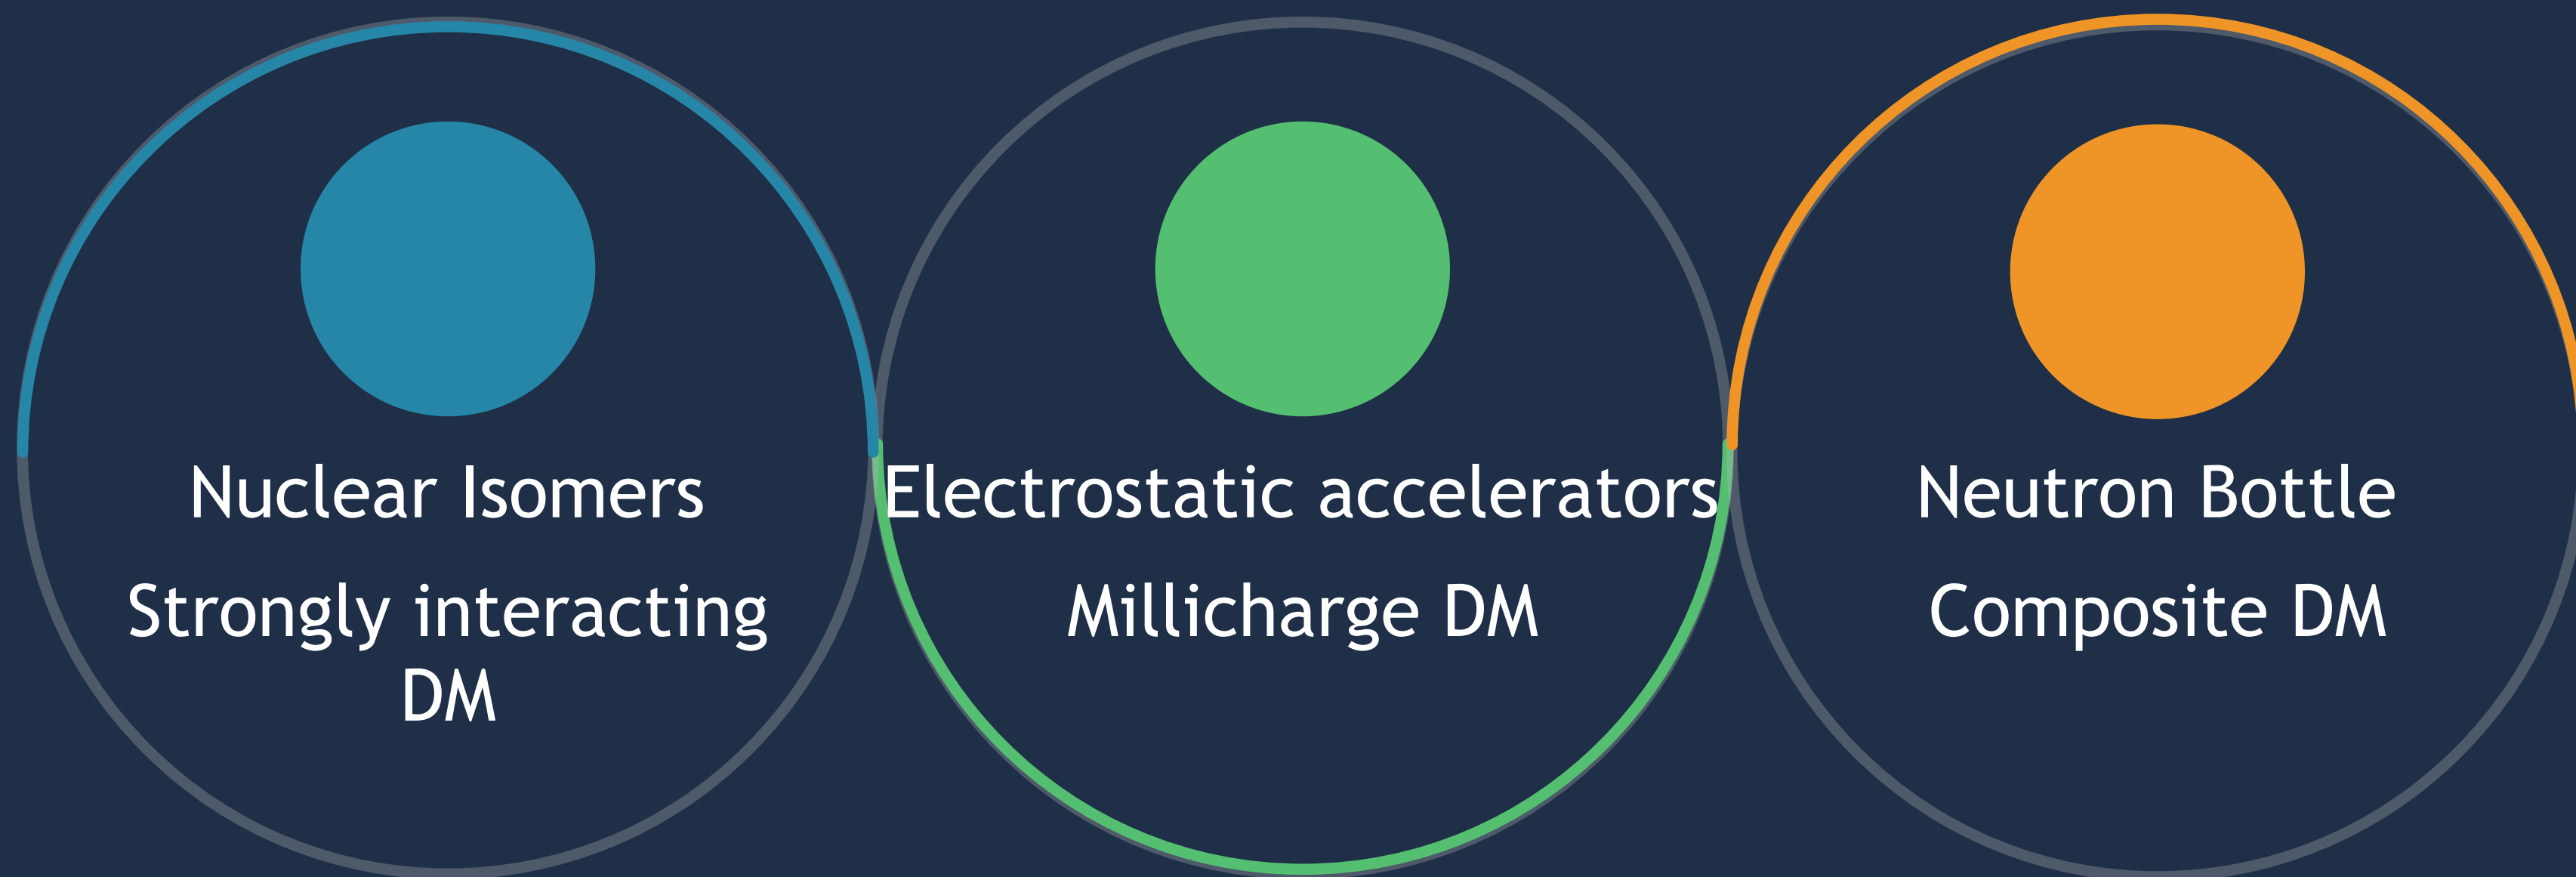 Nuclear Isomers
Strongly interacting
DM
Electrostatic accelerators
Millicharge DM
Neutron Bottle
Composite DM